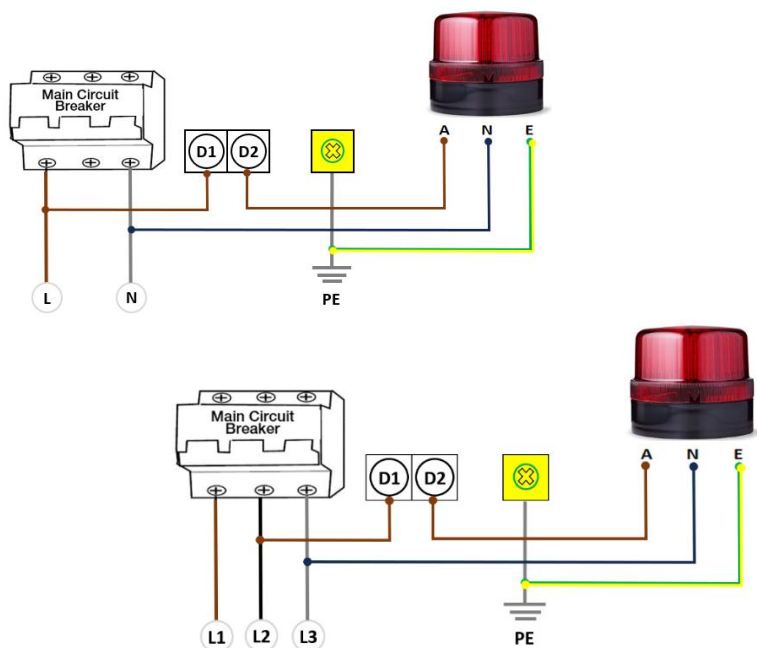 Main Circuit
Breaker
D1 D2
A N E
L N PE
Main Circuit
Breaker
D1 D2
A N E
L1 L2 L3 PE